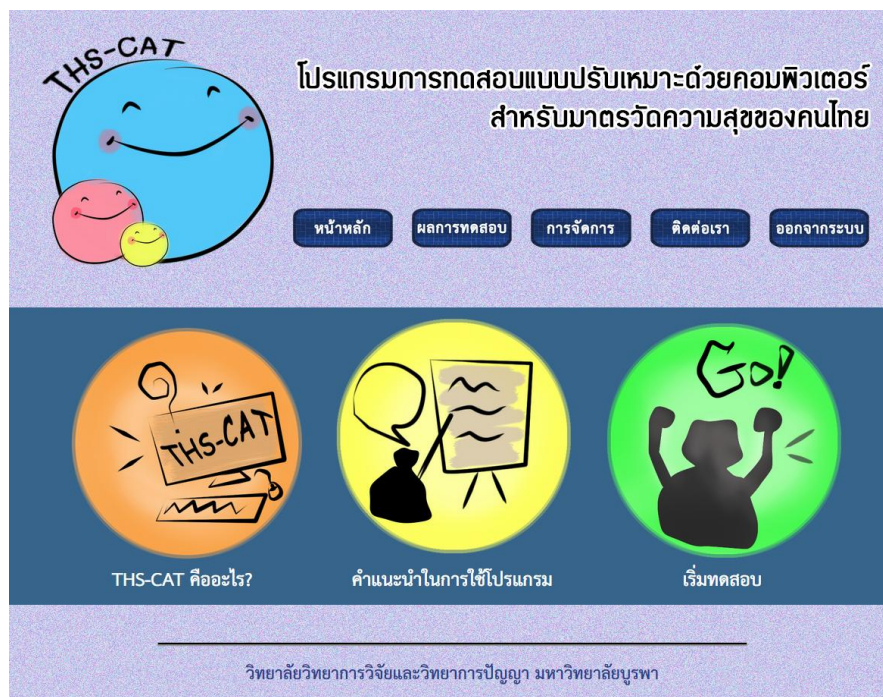 THS-CAT
โปรแกรมการทดสอบแบบปรับเหมาะด้วยคอมพิวเตอร์
สำหรับมาตรวัดความสุขของคนไทย
หน้าหลัก
ผลการทดสอบ
การจัดการ
ติดต่อเรา
ออกจากระบบ
THS-CAT
Go!
THS-CAT คืออะไร?
คำแนะนำในการใช้โปรแกรม
เริ่มทดสอบ
วิทยาลัยวิทยาการวิจัยและวิทยาการปัญญา มหาวิทยาลัยบูรพา